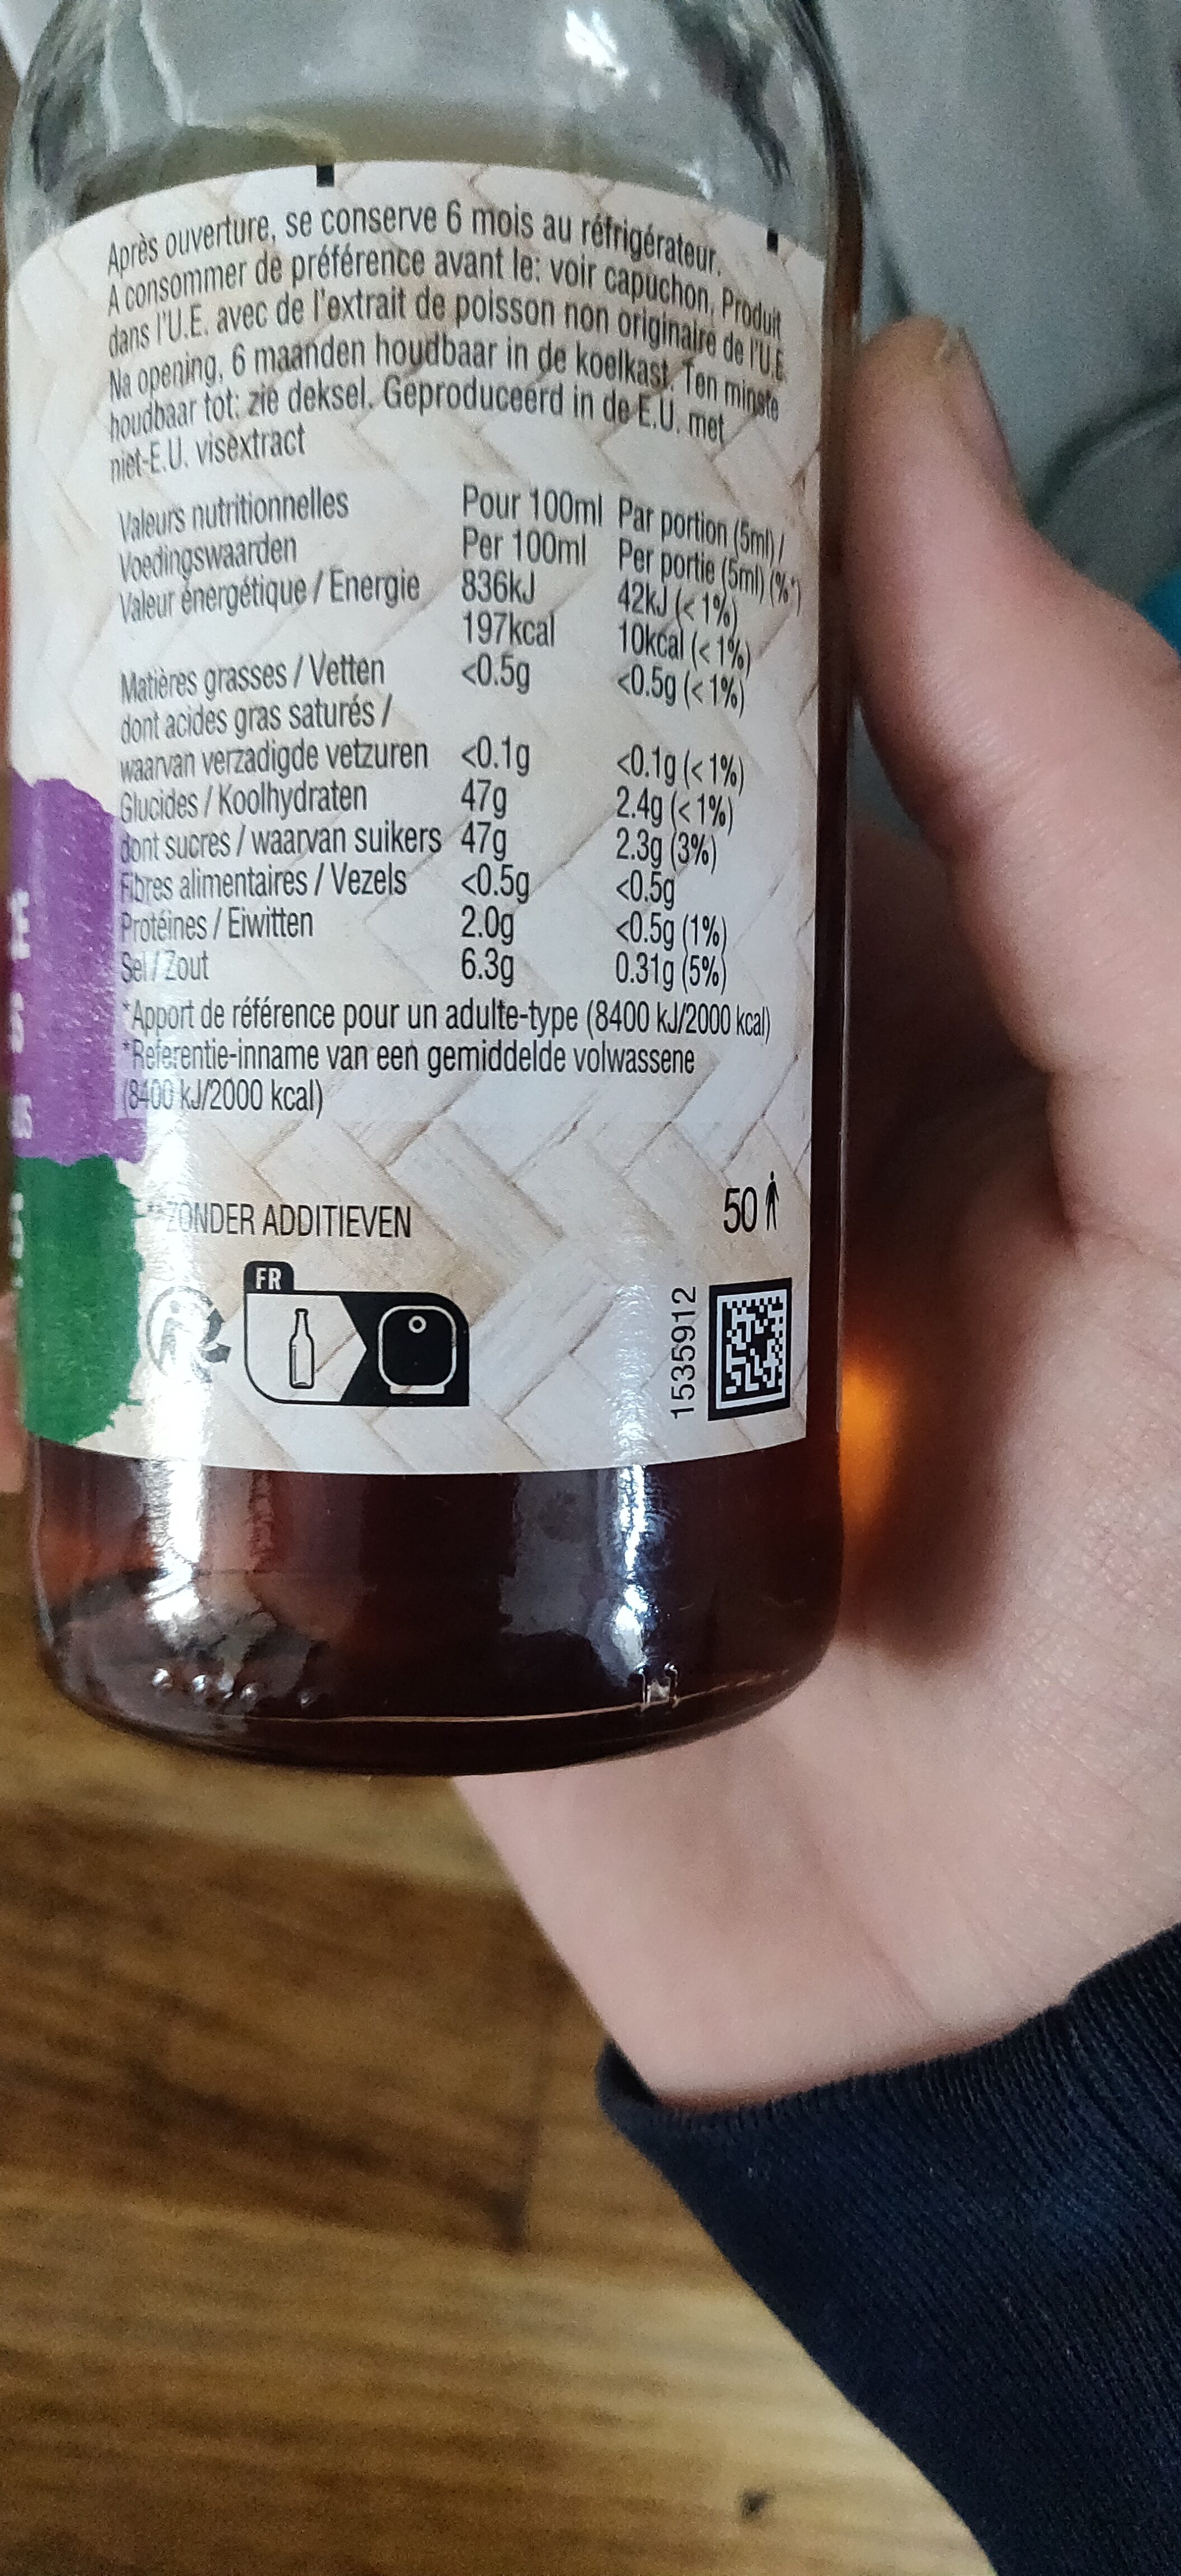 Après ouverture, se conserve 6 mois au réfrigérateur.
A consommer de préférence avant le: voir capuchon. Produit
dans l'U.E. avec de l'extrait de poisson non originaire de l'U.E.
Na opening, 6 maanden houdbaar in de koelkast. Ten minste
houdbaar tot: zie deksel. Geproduceerd in de E.U. met
niet-E.U. visextract
Valeurs nutritionnelles Pour 100ml Par portion (5ml) /
Voedingswaarden Per 100ml Per portie (5ml) (%*)
Valeur énergétique / Energie 836kJ 42kJ (<1%)
197kcal 10kcal (<1%)
Matières grasses / Vetten <0.5g <0.5g (<1%)
dont acides gras saturés /
waarvan verzadigde vetzuren <0.1g <0.1g (<1%)
Glucides / Koolhydraten 47g 2.4g (<1%)
dont sucres / waarvan suikers 47g 2.3g (3%)
Fibres alimentaires / Vezels <0.5g <0.5g
Protéines / Eiwitten 2.0g <0.5g (1%)
Sel / Zout 6.3g 0.31g (5%)
*Apport de référence pour un adulte-type (8400 kJ/2000 kcal)
*Referentie-inname van een gemiddelde volwassene
(8400 kJ/2000 kcal)
**ZONDER ADDITIEVEN
50
FR
1535912